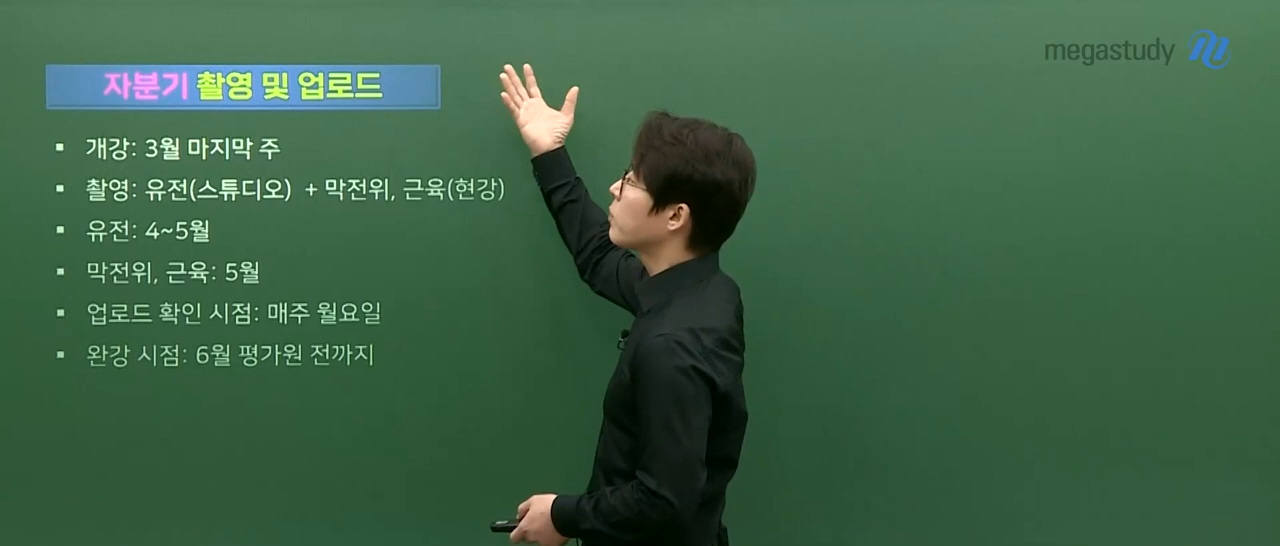 megastudy
자분기 촬영 및 업로드
▪ 개강: 3월 마지막 주
▪ 촬영: 유전(스튜디오) + 막전위, 근육(현강)
▪ 유전: 4~5월
▪ 막전위, 근육: 5월
▪ 업로드 확인 시점: 매주 월요일
▪ 완강 시점: 6월 평가원 전까지